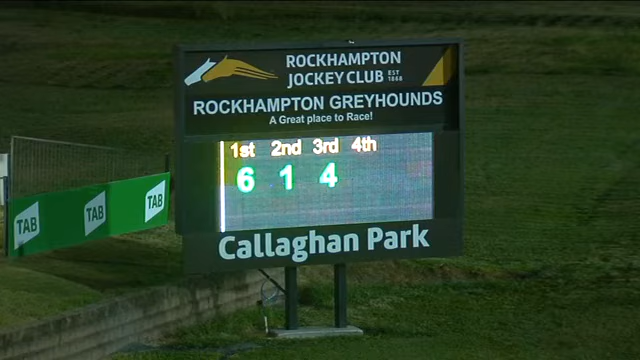 ROCKHAMPTON
JOCKEY CLUB EST 1868
ROCKHAMPTON GREYHOUNDS
A Great place to Race!
1st 2nd 3rd 4th
6 1 4
Callaghan Park
TAB TAB TAB